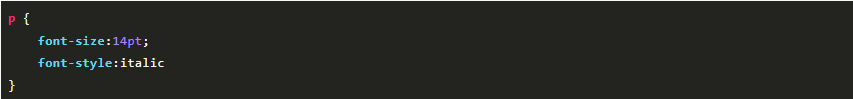 p {
    font-size:14pt;
    font-style:italic
}